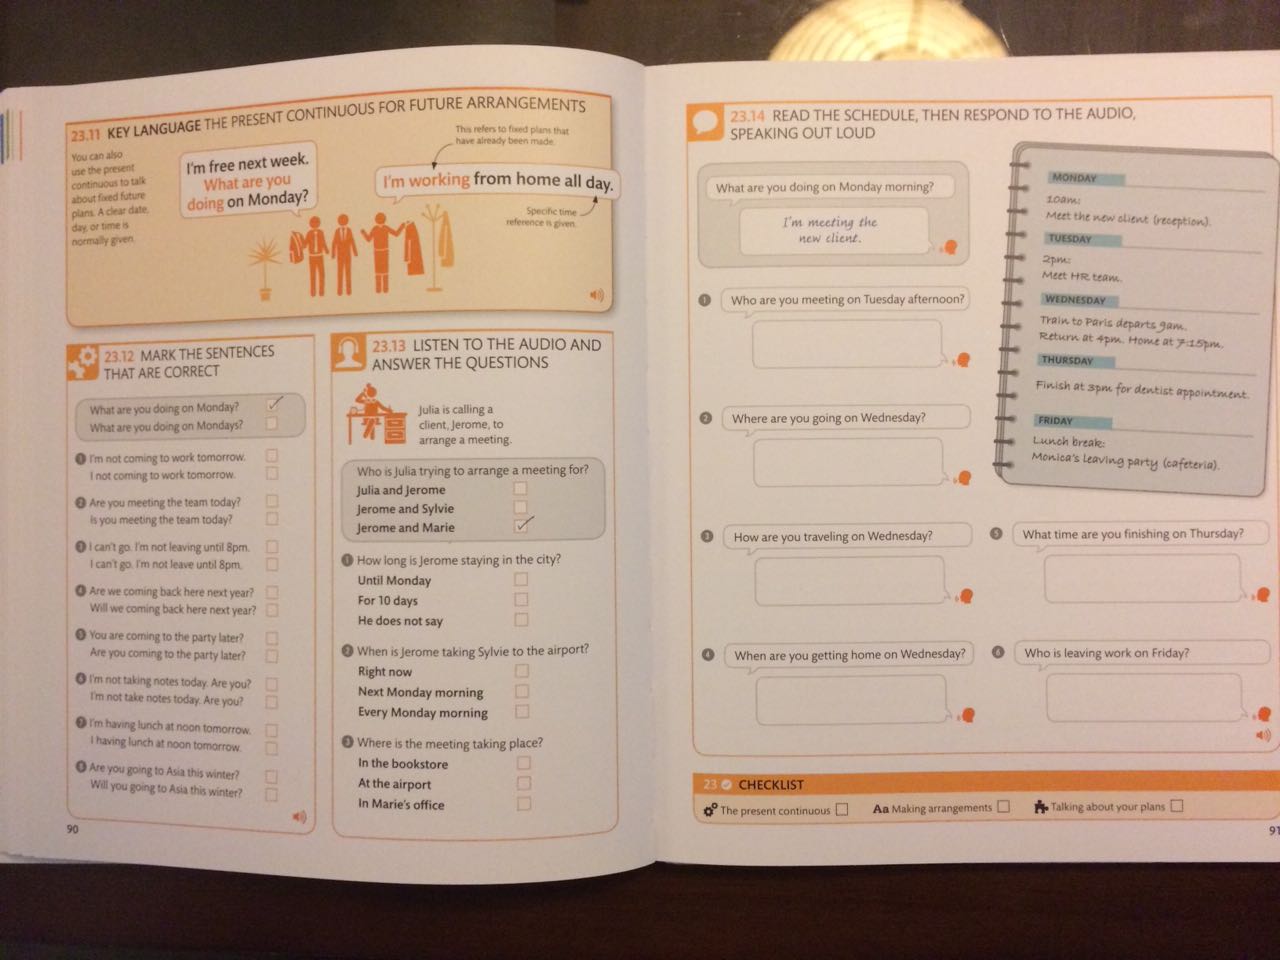 23.11 KEY LANGUAGE THE PRESENT CONTINUOUS FOR FUTURE ARRANGEMENTS
You can also
use the present
continuous to talk
about fixed future
plans. A clear date,
day, or time is
normally given.
I'm free next week.
What are you
doing on Monday?
This refers to fixed plans that
have already been made.
I'm working from home all day.
Specific time
reference is given.
23.12 MARK THE SENTENCES
THAT ARE CORRECT
What are you doing on Monday?
What are you doing on Mondays?
1 I'm not coming to work tomorrow.
I not coming to work tomorrow.
2 Are you meeting the team today?
Is you meeting the team today?
3 I can't go. I'm not leaving until 8pm.
I can't go. I'm not leave until 8pm.
4 Are we coming back here next year?
Will we coming back here next year?
5 You are coming to the party later?
Are you coming to the party later?
6 I'm not taking notes today. Are you?
I'm not take notes today. Are you?
7 I'm having lunch at noon tomorrow.
I having lunch at noon tomorrow.
8 Are you going to Asia this winter?
Will you going to Asia this winter?
90
23.13 LISTEN TO THE AUDIO AND
ANSWER THE QUESTIONS
Julia is calling a
client, Jerome, to
arrange a meeting.
Who is Julia trying to arrange a meeting for?
Julia and Jerome
Jerome and Sylvie
Jerome and Marie
1 How long is Jerome staying in the city?
Until Monday
For 10 days
He does not say
2 When is Jerome taking Sylvie to the airport?
Right now
Next Monday morning
Every Monday morning
3 Where is the meeting taking place?
In the bookstore
At the airport
In Marie's office
23.14 READ THE SCHEDULE, THEN RESPOND TO THE AUDIO,
SPEAKING OUT LOUD
What are you doing on Monday morning?
I'm meeting the
new client.
1 Who are you meeting on Tuesday afternoon?
2 Where are you going on Wednesday?
3 How are you traveling on Wednesday?
4 When are you getting home on Wednesday?
5 What time are you finishing on Thursday?
6 Who is leaving work on Friday?
MONDAY
10am:
Meet the new client (reception).
TUESDAY
2pm:
Meet HR team.
WEDNESDAY
Train to Paris departs 9am.
Return at 4pm. Home at 7:15pm.
THURSDAY
Finish at 3pm for dentist appointment.
FRIDAY
Lunch break:
Monica's leaving party (cafeteria).
23 CHECKLIST
The present continuous
Aa Making arrangements
Talking about your plans
91